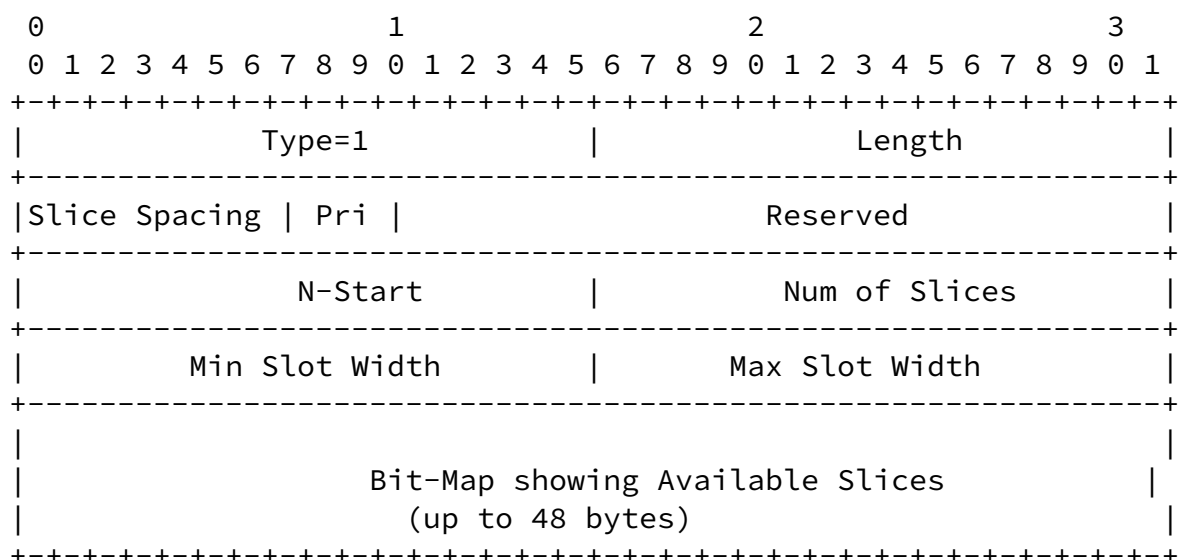 0                   1                   2                   3
 0 1 2 3 4 5 6 7 8 9 0 1 2 3 4 5 6 7 8 9 0 1 2 3 4 5 6 7 8 9 0 1
+-+-+-+-+-+-+-+-+-+-+-+-+-+-+-+-+-+-+-+-+-+-+-+-+-+-+-+-+-+-+-+-+
|             Type=1            |              Length           |
+---------------------------------------------------------------+
|Slice Spacing | Pri |                    Reserved              |
+---------------------------------------------------------------+
|               N-Start         |          Num of Slices        |
+---------------------------------------------------------------+
|         Min Slot Width        |       Max Slot Width          |
+---------------------------------------------------------------+
|                                                               |
|                   Bit-Map showing Available Slices           |
|                     (up to 48 bytes)                          |
+-+-+-+-+-+-+-+-+-+-+-+-+-+-+-+-+-+-+-+-+-+-+-+-+-+-+-+-+-+-+-+-+